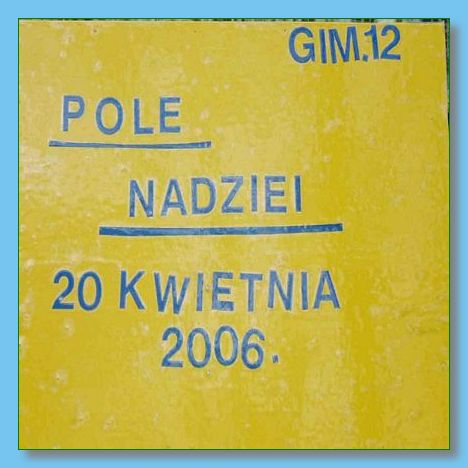 GIM.12
POLE
NADZIEI
20 KWIETNIA
2006.